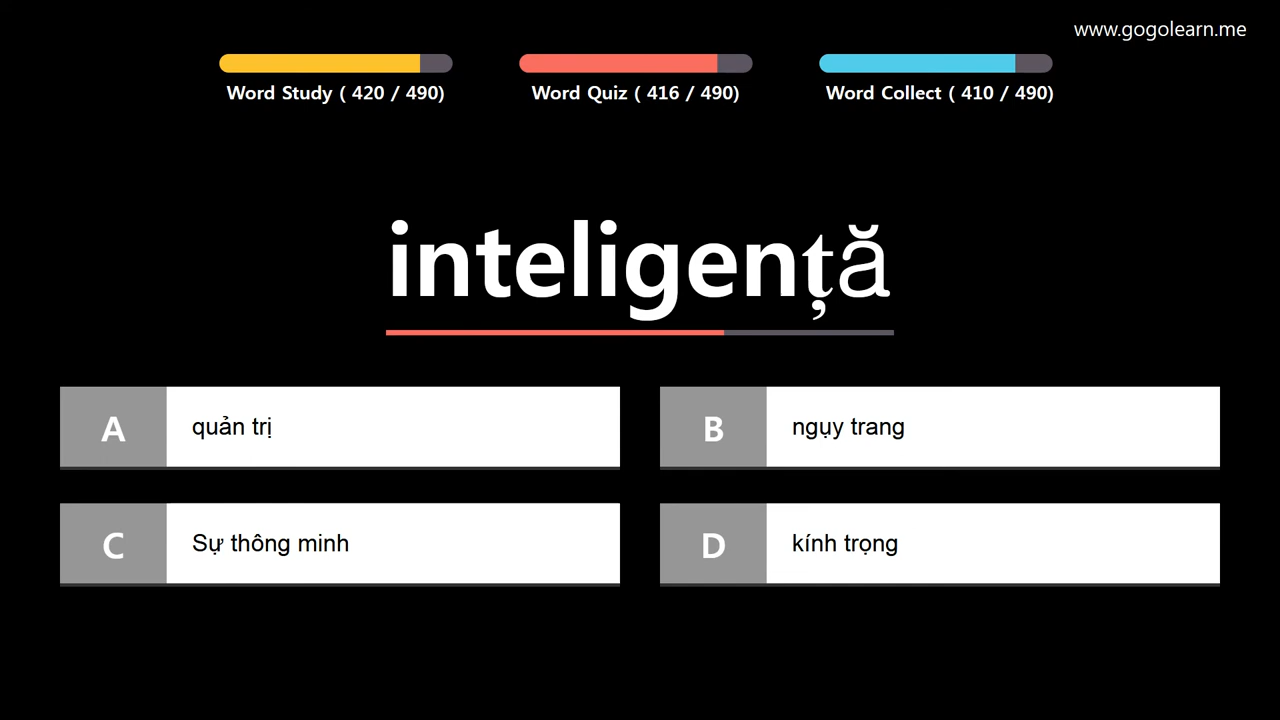 www.gogolearn.me
Word Study ( 420 / 490)
Word Quiz ( 416 / 490)
Word Collect ( 410 / 490)
inteligență
A quản trị
B ngụy trang
C Sự thông minh
D kính trọng